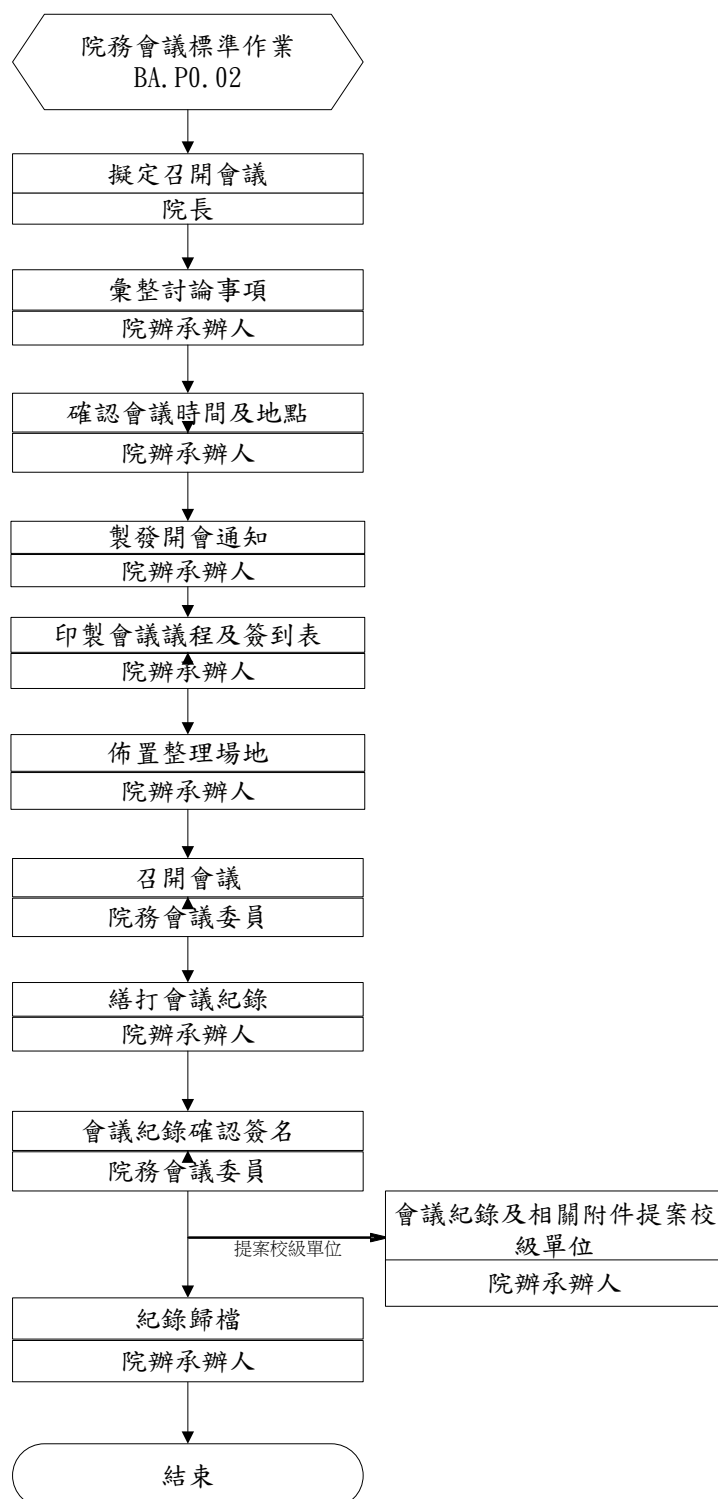 院務會議標準作業
BA.P0.02
擬定召開會議
院長
彙整討論事項
院辦承辦人
確認會議時間及地點
院辦承辦人
製發開會通知
院辦承辦人
印製會議議程及簽到表
院辦承辦人
佈置整理場地
院辦承辦人
召開會議
院務會議委員
繕打會議紀錄
院辦承辦人
會議紀錄確認簽名
院務會議委員
提案校級單位
會議紀錄及相關附件提案校
級單位
院辦承辦人
紀錄歸檔
院辦承辦人
結束